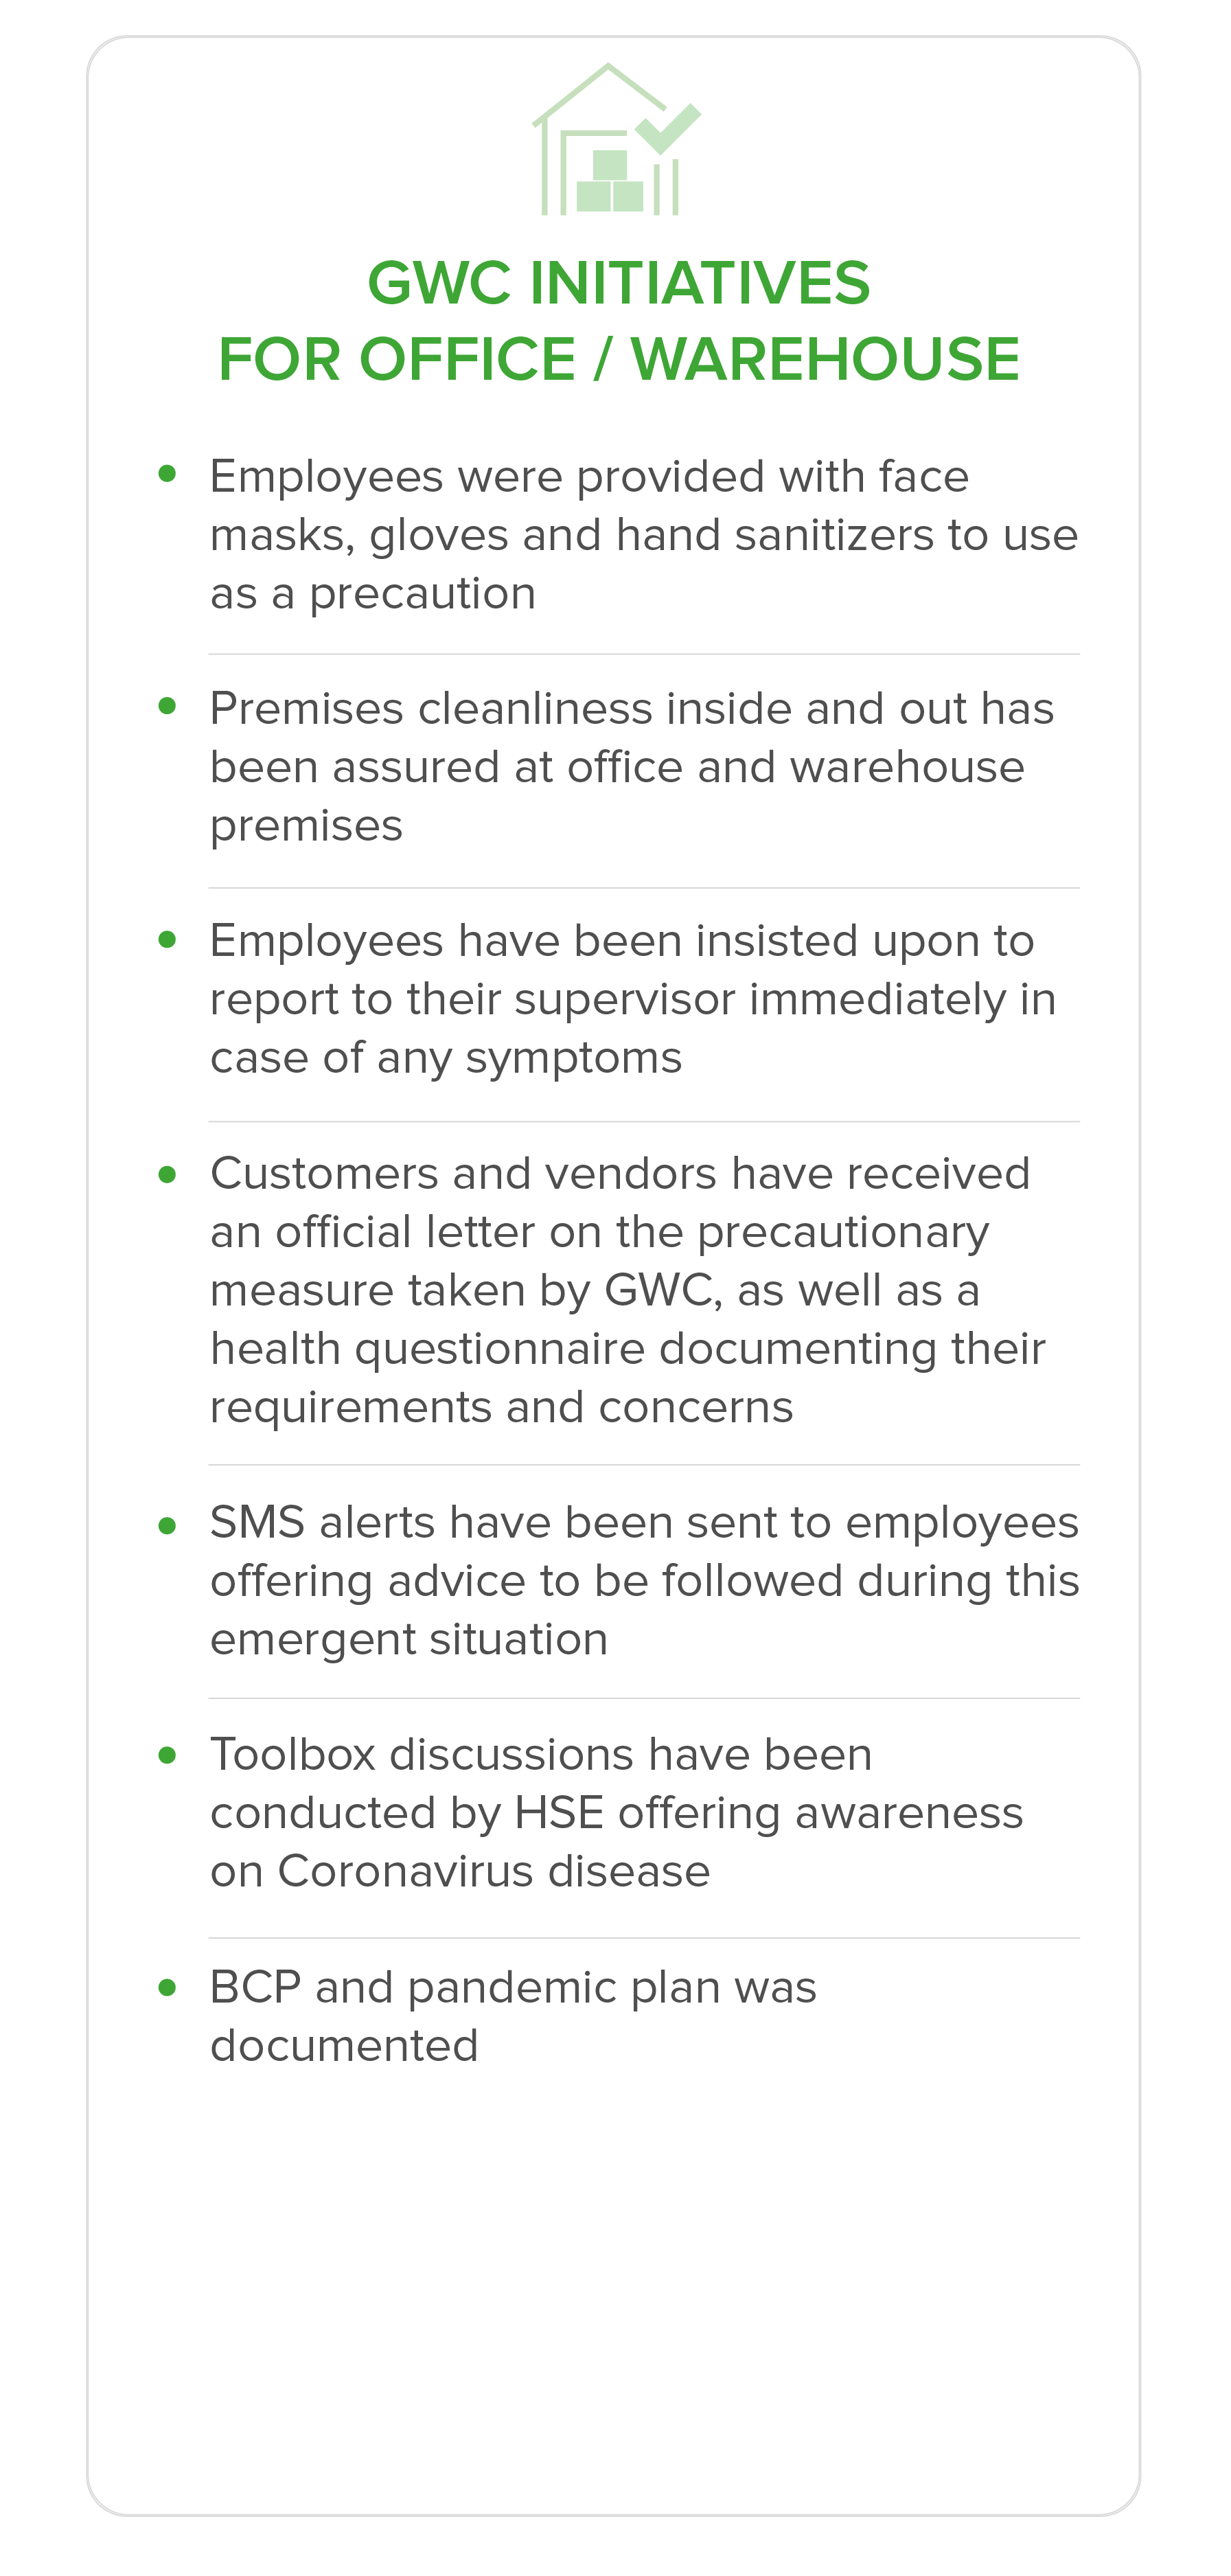 GWC INITIATIVES
FOR OFFICE / WAREHOUSE
Employees were provided with face
masks, gloves and hand sanitizers to use
as a precaution
Premises cleanliness inside and out has
been assured at office and warehouse
premises
Employees have been insisted upon to
report to their supervisor immediately in
case of any symptoms
Customers and vendors have received
an official letter on the precautionary
measure taken by GWC, as well as a
health questionnaire documenting their
requirements and concerns
SMS alerts have been sent to employees
offering advice to be followed during this
emergent situation
Toolbox discussions have been
conducted by HSE offering awareness
on Coronavirus disease
BCP and pandemic plan was
documented